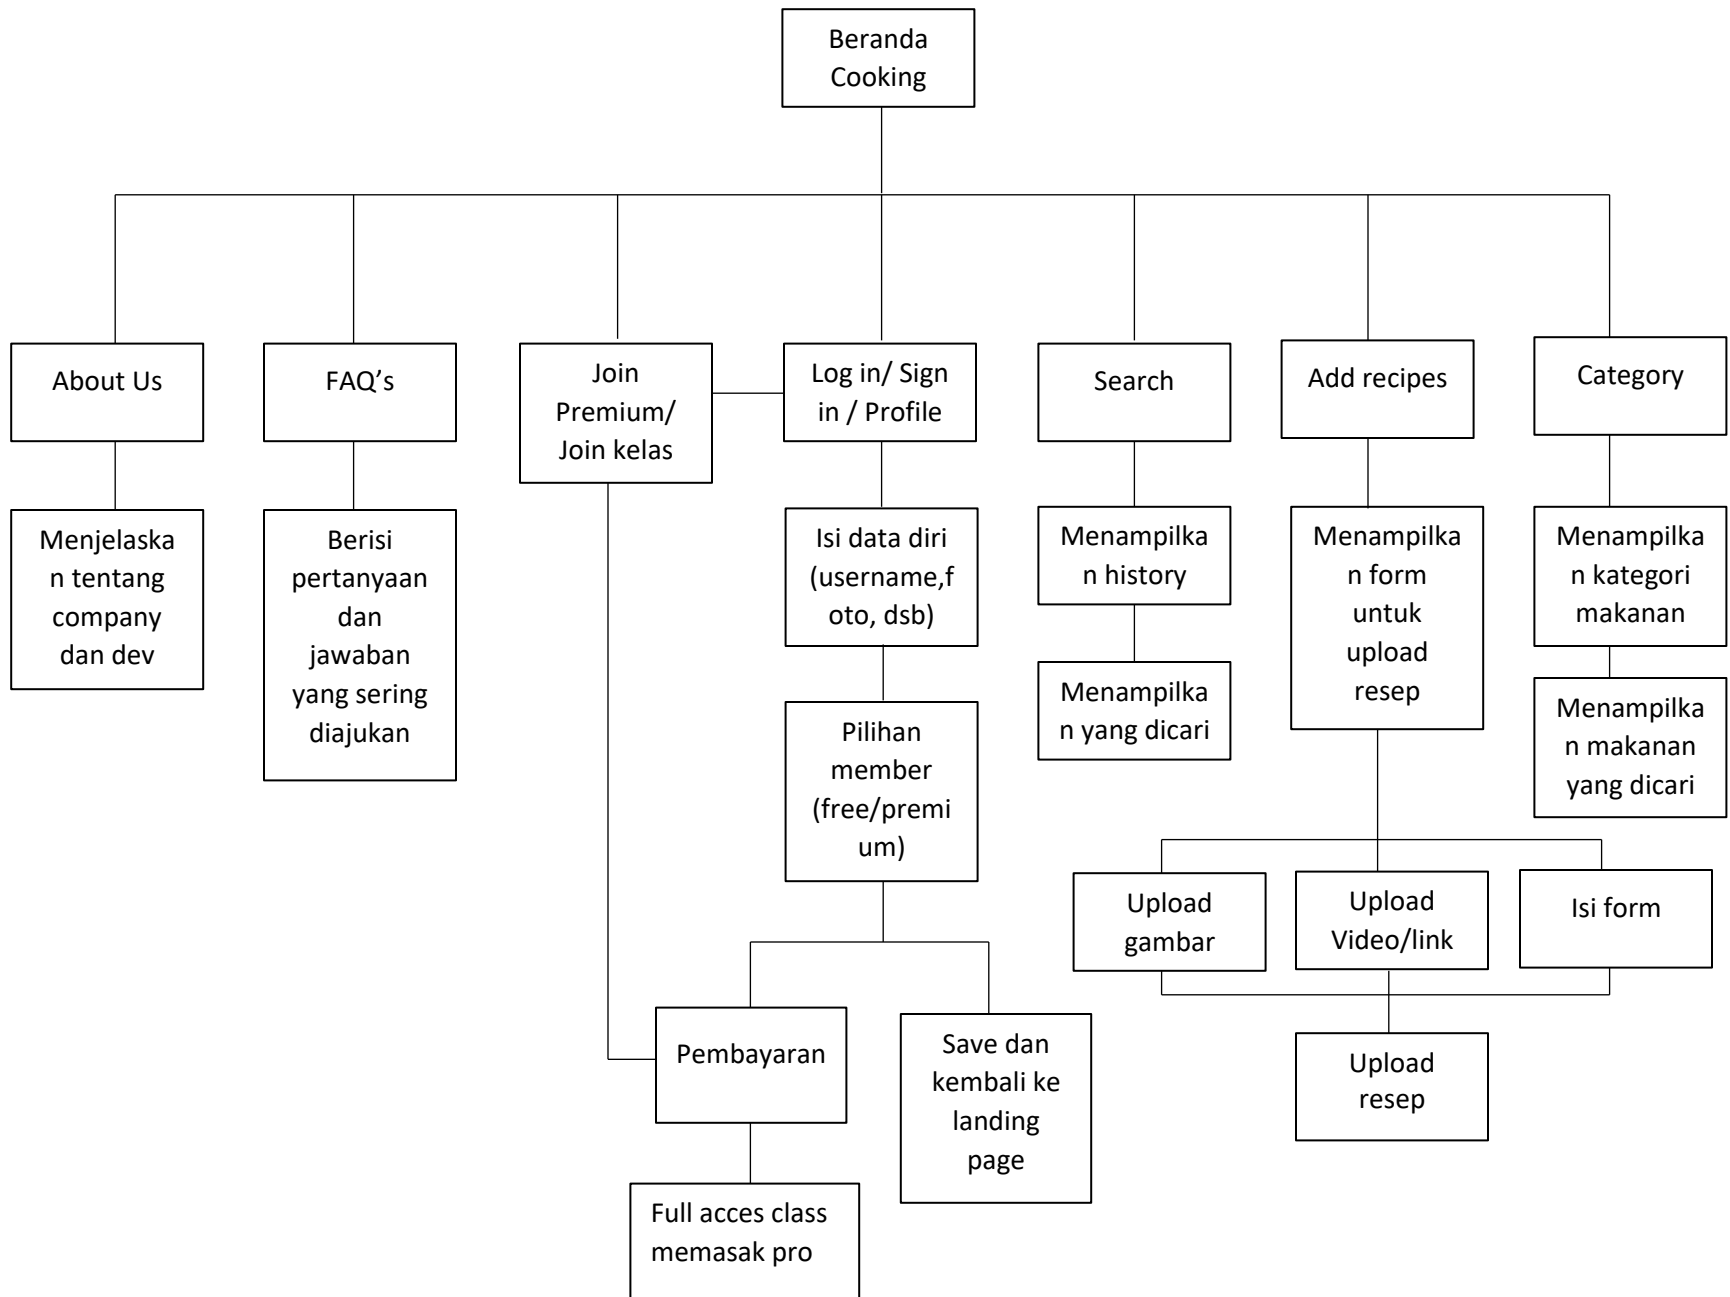 Beranda
Cooking
About Us
FAQ’s
Join
Premium/
Join kelas
Log in/ Sign
in / Profile
Search
Add recipes
Category
Menjelaska
n tentang
company
dan dev
Berisi
pertanyaan
dan
jawaban
yang sering
diajukan
Isi data diri
(username,f
oto, dsb)
Menampilka
n history
Menampilka
n form
untuk
upload
resep
Menampilka
n kategori
makanan
Menampilka
n yang dicari
Menampilka
n makanan
yang dicari
Pilihan
member
(free/premi
um)
Upload
gambar
Upload
Video/link
Isi form
Pembayaran
Save dan
kembali ke
landing
page
Upload
resep
Full acces class
memasak pro